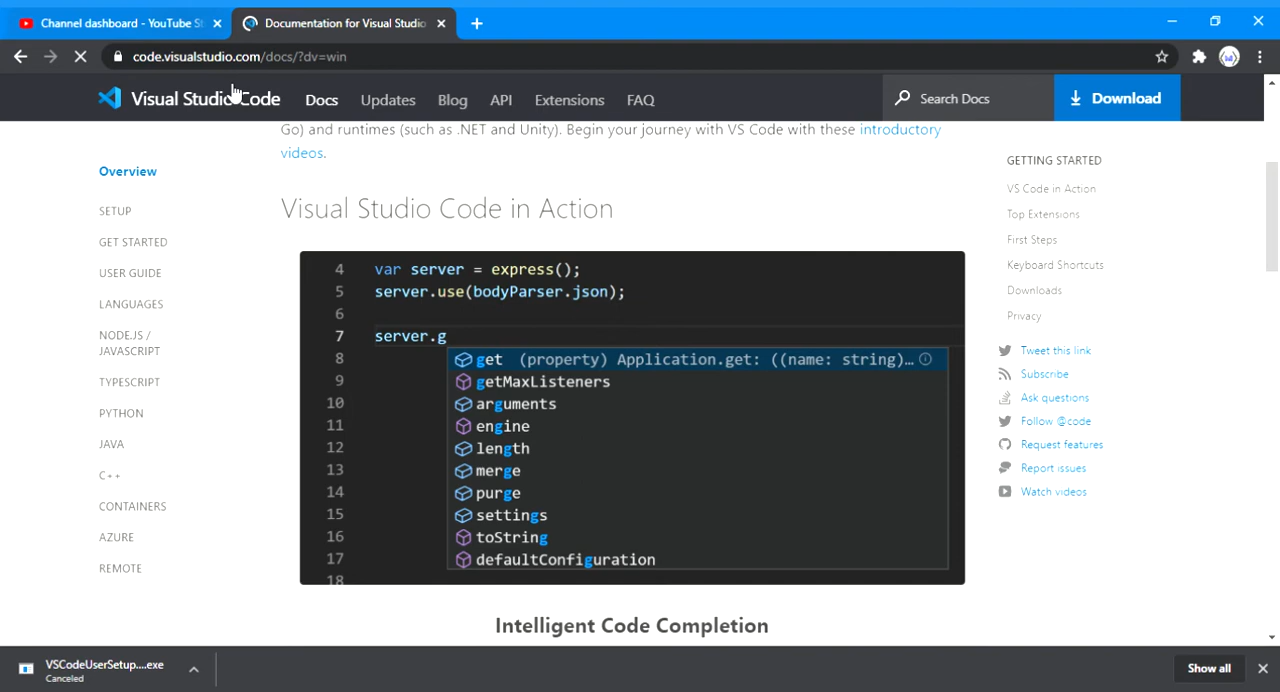 Channel dashboard - YouTube S
Documentation for Visual Studio
code.visualstudio.com/docs/?dv=win
Visual Studio Code
Docs
Updates
Blog
API
Extensions
FAQ
Search Docs
Download
Go) and runtimes (such as .NET and Unity). Begin your journey with VS Code with these introductory
videos.
Overview
SETUP
GET STARTED
USER GUIDE
LANGUAGES
NODE.JS /
JAVASCRIPT
TYPESCRIPT
PYTHON
JAVA
C++
CONTAINERS
AZURE
REMOTE
Visual Studio Code in Action
4 var server = express();
5 server.use(bodyParser.json);
6
7 server.g
8 get (property) Application.get: ((name: string)…
9 getMaxListeners
10 arguments
11 engine
12 length
13 merge
14 purge
15 settings
16 toString
17 defaultConfiguration
18
Intelligent Code Completion
GETTING STARTED
VS Code in Action
Top Extensions
First Steps
Keyboard Shortcuts
Downloads
Privacy
Tweet this link
Subscribe
Ask questions
Follow @code
Request features
Report issues
Watch videos
VSCodeUserSetup....exe
Canceled
Show all